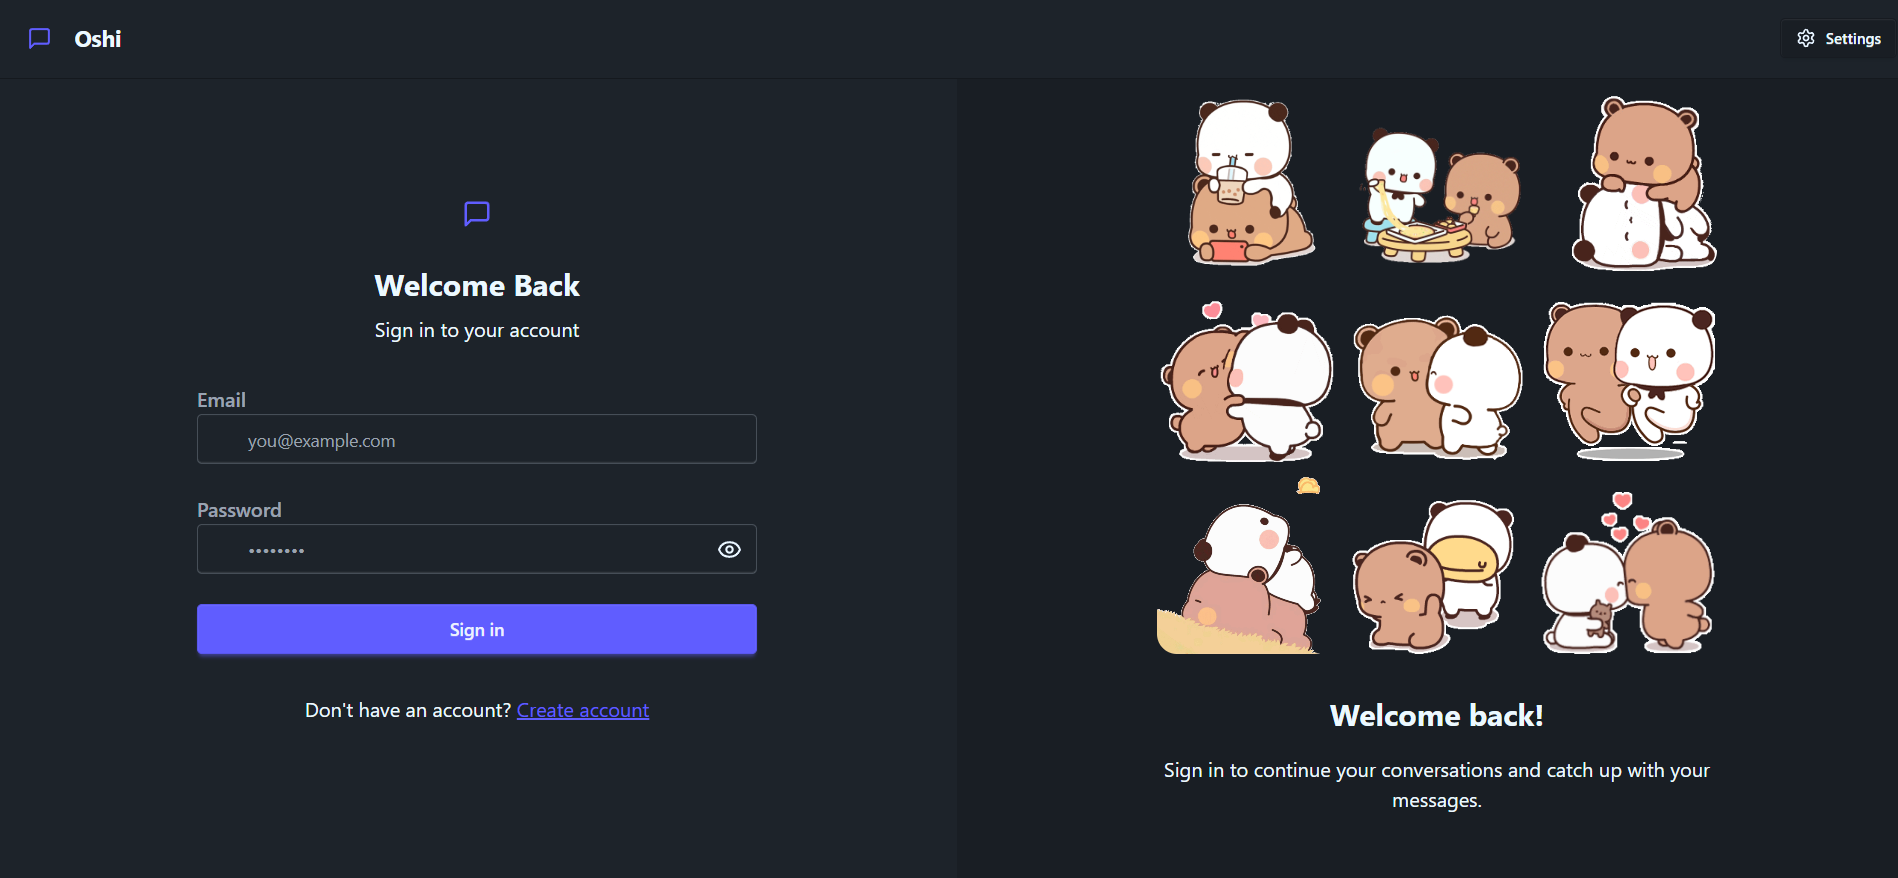 Oshi
Settings
Welcome Back
Sign in to your account
Email
you@example.com
Password
••••••••
Sign in
Don't have an account? Create account
Welcome back!
Sign in to continue your conversations and catch up with your
messages.